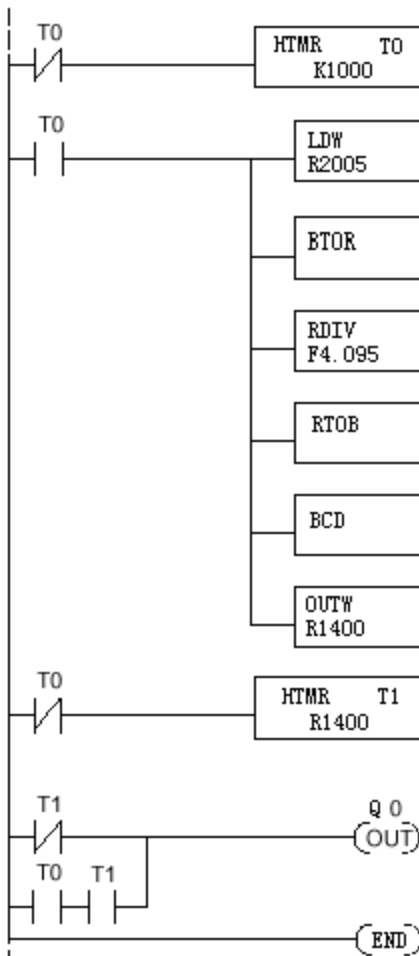 T0
HTMR T0
K1000
T0
LDW
R2005
BTOR
RDIV
F4.095
RTOB
BCD
OUTW
R1400
T0
HTMR T1
R1400
T1
Q 0
OUT
T0 T1
END